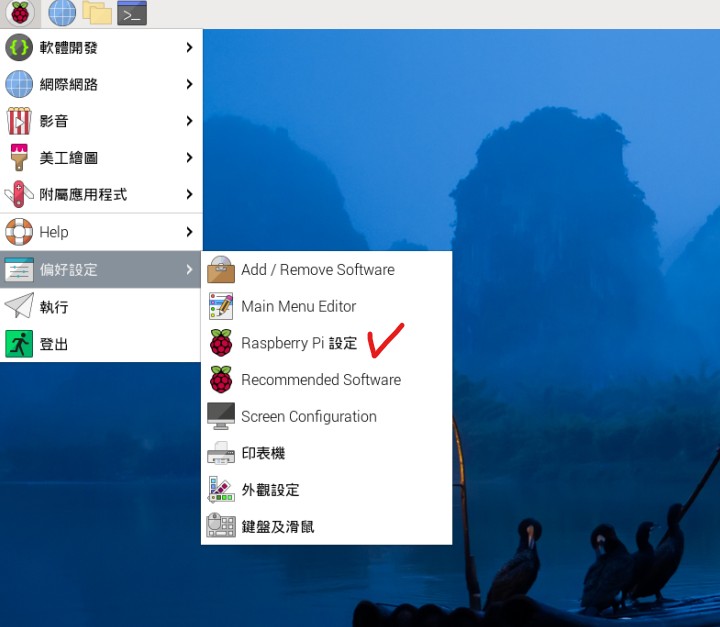 軟體開發
網際網路
影音
美工繪圖
附屬應用程式
Help
偏好設定
執行
登出
Add / Remove Software
Main Menu Editor
Raspberry Pi 設定
Recommended Software
Screen Configuration
印表機
外觀設定
鍵盤及滑鼠